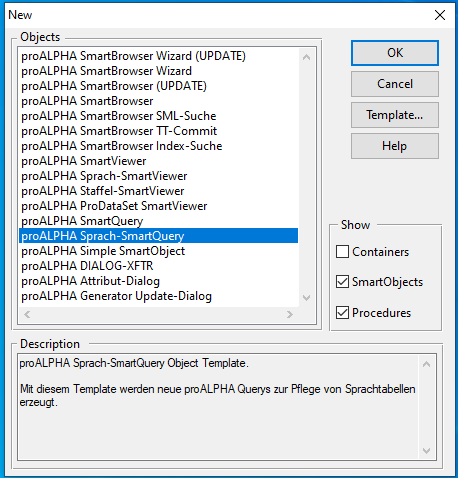 New
Objects
proALPHA SmartBrowser Wizard (UPDATE)
proALPHA SmartBrowser Wizard
proALPHA SmartBrowser (UPDATE)
proALPHA SmartBrowser
proALPHA SmartBrowser SML-Suche
proALPHA SmartBrowser TT-Commit
proALPHA SmartBrowser Index-Suche
proALPHA SmartViewer
proALPHA Sprach-SmartViewer
proALPHA Staffel-SmartViewer
proALPHA ProDataSet SmartViewer
proALPHA SmartQuery
proALPHA Sprach-SmartQuery
proALPHA Simple SmartObject
proALPHA DIALOG-XFTR
proALPHA Attribut-Dialog
proALPHA Generator Update-Dialog
OK
Cancel
Template...
Help
Show
Containers
SmartObjects
Procedures
Description
proALPHA Sprach-SmartQuery Object Template.
Mit diesem Template werden neue proALPHA Querys zur Pflege von Sprachtabellen
erzeugt.